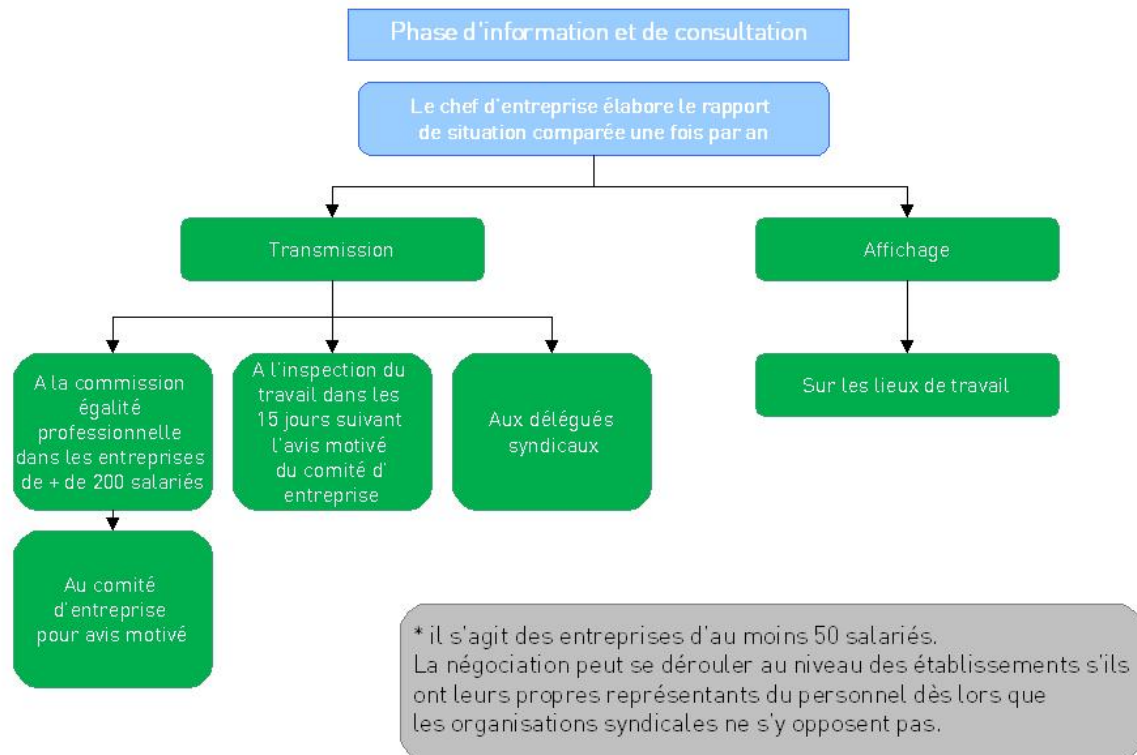 Phase d'information et de consultation
Le chef d'entreprise élabore le rapport
de situation comparée une fois par an
Transmission
Affichage
A la commission
égalité
professionnelle
dans les entreprises
de + de 200 salariés
A l'inspection du
travail dans les
15 jours suivant
l'avis motivé
du comité d'
entreprise
Aux délégués
syndicaux
Sur les lieux de travail
Au comité
d'entreprise
pour avis motivé
* il s'agit des entreprises d'au moins 50 salariés.
La négociation peut se dérouler au niveau des établissements s'ils
ont leurs propres représentants du personnel dès lors que
les organisations syndicales ne s'y opposent pas.